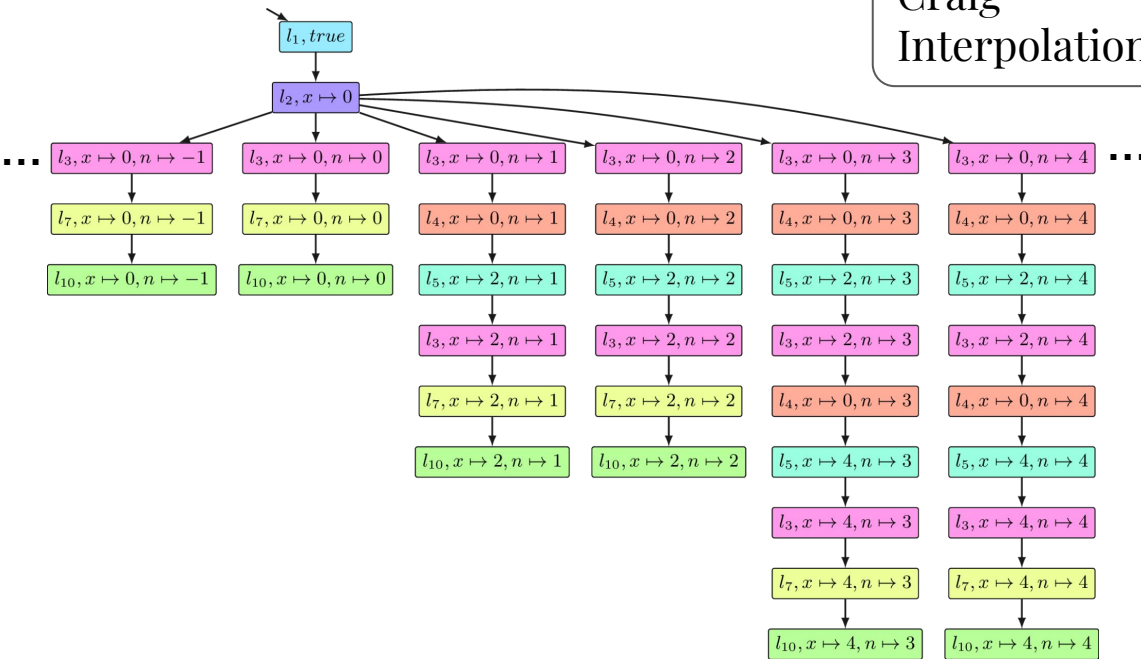 Craig
Interpolation
l₁, true
l₂, x ↦ 0
...
l₃, x ↦ 0, n ↦ −1
l₃, x ↦ 0, n ↦ 0
l₃, x ↦ 0, n ↦ 1
l₃, x ↦ 0, n ↦ 2
l₃, x ↦ 0, n ↦ 3
l₃, x ↦ 0, n ↦ 4
...
l₇, x ↦ 0, n ↦ −1
l₇, x ↦ 0, n ↦ 0
l₄, x ↦ 0, n ↦ 1
l₄, x ↦ 0, n ↦ 2
l₄, x ↦ 0, n ↦ 3
l₄, x ↦ 0, n ↦ 4
l₁₀, x ↦ 0, n ↦ −1
l₁₀, x ↦ 0, n ↦ 0
l₅, x ↦ 2, n ↦ 1
l₅, x ↦ 2, n ↦ 2
l₅, x ↦ 2, n ↦ 3
l₅, x ↦ 2, n ↦ 4
l₃, x ↦ 2, n ↦ 1
l₃, x ↦ 2, n ↦ 2
l₃, x ↦ 2, n ↦ 3
l₃, x ↦ 2, n ↦ 4
l₇, x ↦ 2, n ↦ 1
l₇, x ↦ 2, n ↦ 2
l₄, x ↦ 0, n ↦ 3
l₄, x ↦ 0, n ↦ 4
l₁₀, x ↦ 2, n ↦ 1
l₁₀, x ↦ 2, n ↦ 2
l₅, x ↦ 4, n ↦ 3
l₅, x ↦ 4, n ↦ 4
l₃, x ↦ 4, n ↦ 3
l₃, x ↦ 4, n ↦ 4
l₇, x ↦ 4, n ↦ 3
l₇, x ↦ 4, n ↦ 4
l₁₀, x ↦ 4, n ↦ 3
l₁₀, x ↦ 4, n ↦ 4